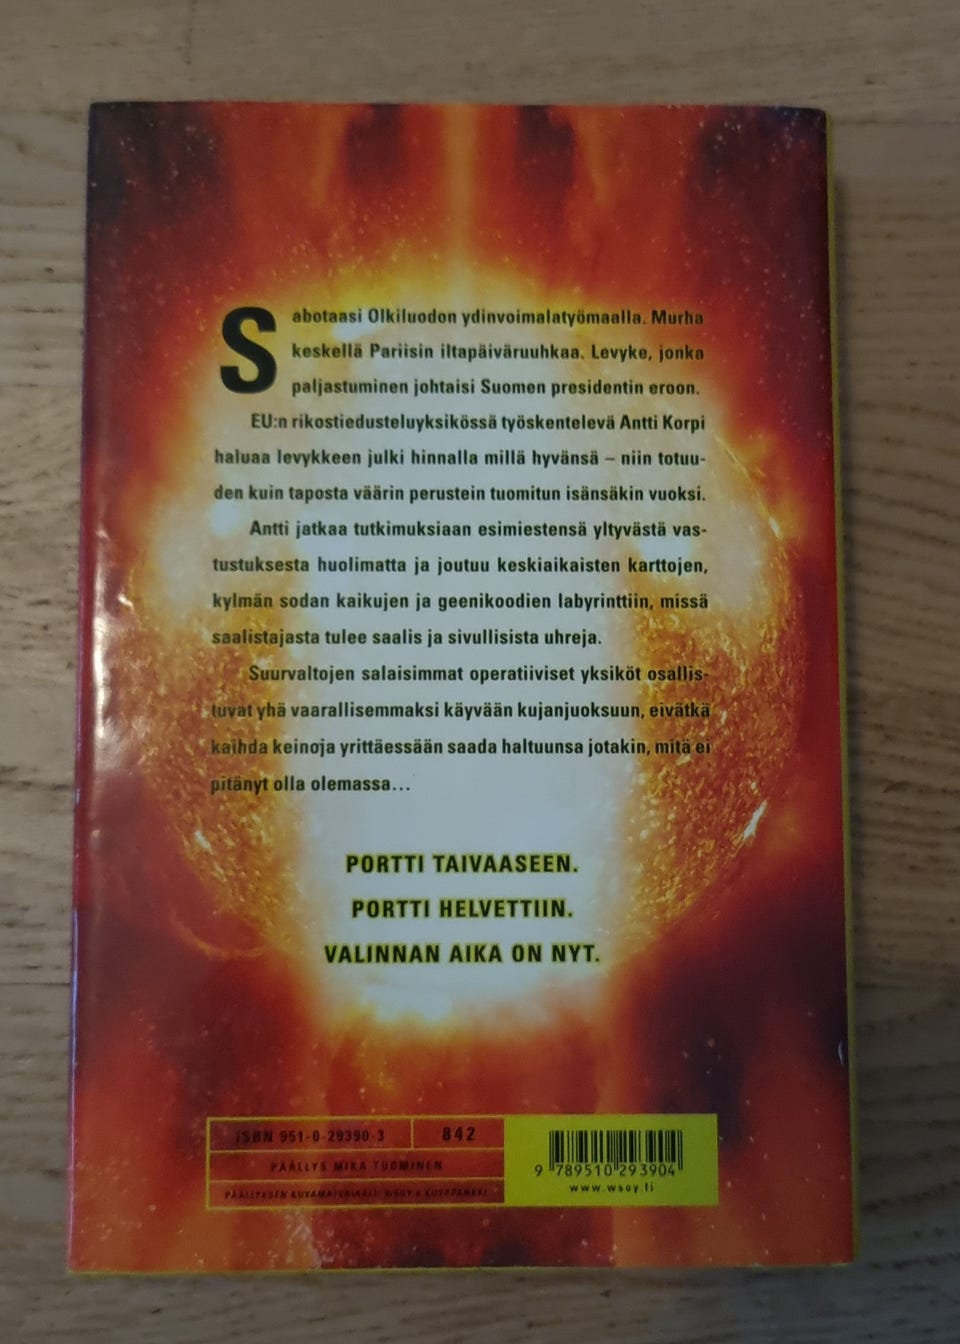 Sabotaasi Olkiluodon ydinvoimalatyömaalla. Murha
keskellä Pariisin iltapäiväruuhkaa. Levyke, jonka
paljastuminen johtaisi Suomen presidentin eroon.
EU:n rikostiedusteluyksikössä työskentelevä Antti Korpi
haluaa levykkeen julki hinnalla millä hyvänsä – niin totuu-
den kuin taposta väärin perustein tuomitun isänsäkin vuoksi.
Antti jatkaa tutkimuksiaan esimiestensä yltyvästä vas-
tustuksesta huolimatta ja joutuu keskiaikaisten karttojen,
kylmän sodan kaikujen ja geenikoodien labyrinttiin, missä
saalistajasta tulee saalis ja sivullisista uhreja.
Suurvaltojen salaisimmat operatiiviset yksiköt osallis-
tuvat yhä vaarallisemmaksi käyvään kujanjuoksuun, eivätkä
kaihda keinoja yrittäessään saada haltuunsa jotakin, mitä ei
pitänyt olla olemassa...
PORTTI TAIVAASEEN.
PORTTI HELVETTIIN.
VALINNAN AIKA ON NYT.
ISBN 951-0-29390-3
842
PÄÄLLYS MIKA TUOMINEN
PÄÄLLYKSEN KUVAMATERIAALI: WSOY:n KUVAPANKKI
9 789510 293904
www.wsoy.fi